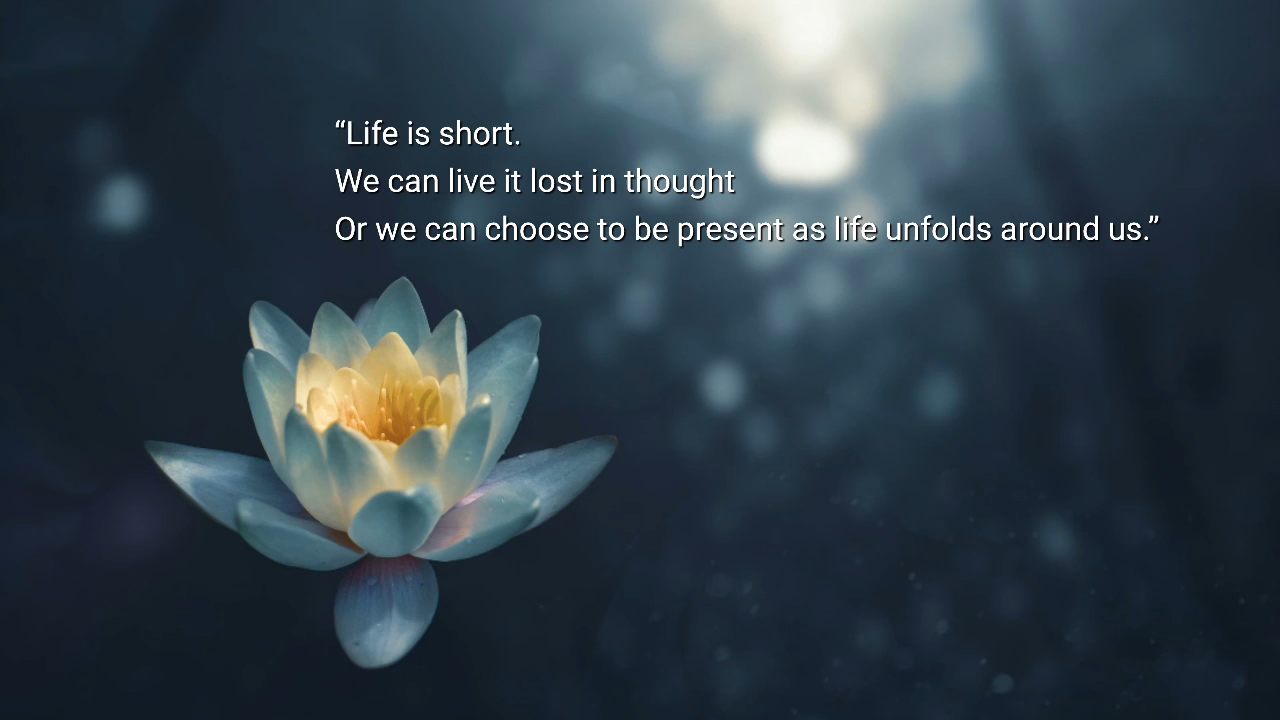 “Life is short.
We can live it lost in thought
Or we can choose to be present as life unfolds around us.”